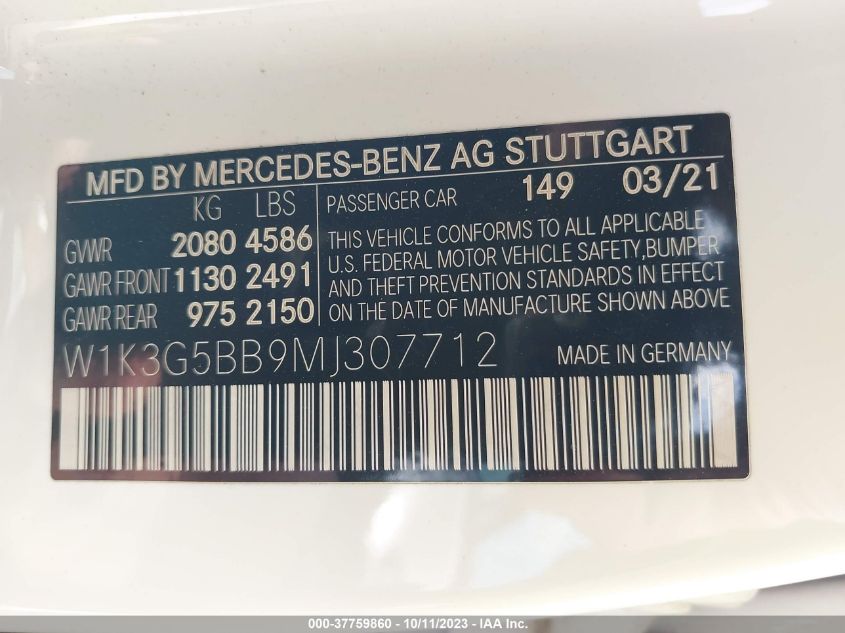 MFD BY MERCEDES-BENZ AG STUTTGART
KG LBS
GVWR 2080 4586
GAWR FRONT 1130 2491
GAWR REAR 975 2150
PASSENGER CAR 149 03/21
THIS VEHICLE CONFORMS TO ALL APPLICABLE
U.S. FEDERAL MOTOR VEHICLE SAFETY,BUMPER
AND THEFT PREVENTION STANDARDS IN EFFECT
ON THE DATE OF MANUFACTURE SHOWN ABOVE
W1K3G5BB9MJ307712 MADE IN GERMANY
000-37759860 - 10/11/2023 - IAA Inc.